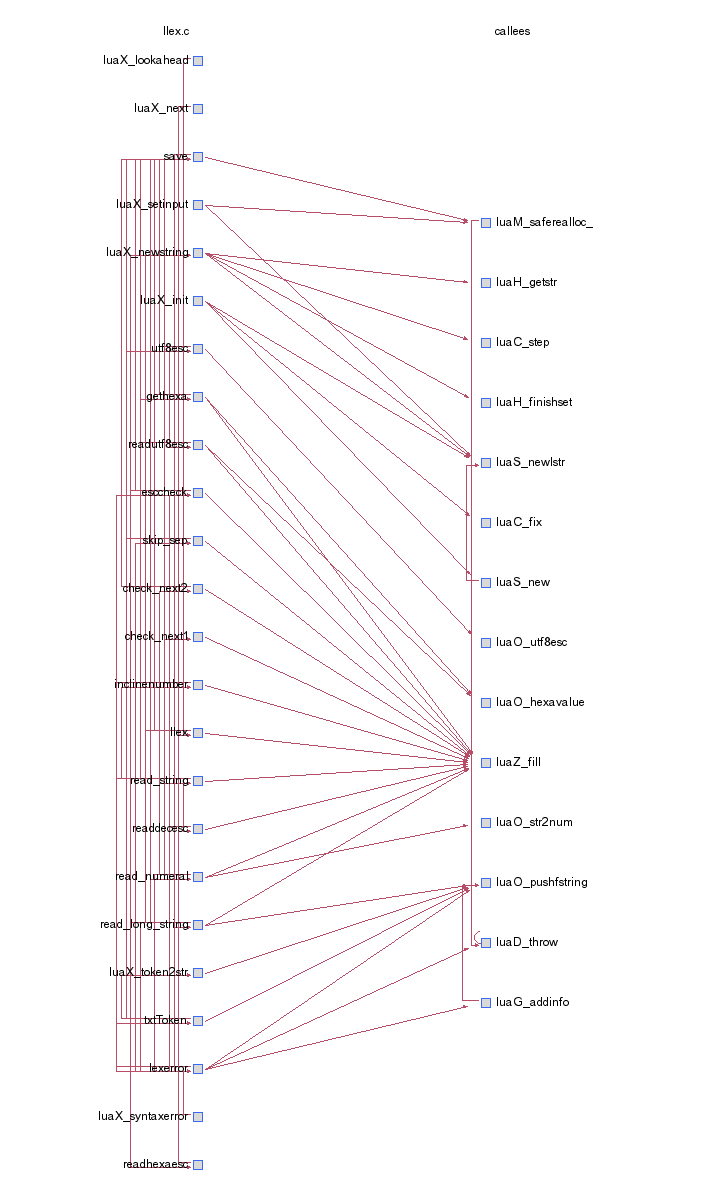 llex.c
callees
luaX_lookahead
luaX_next
save
luaX_setinput
luaX_newstring
luaX_init
utf8esc
gethexa
readutf8esc
esccheck
skip_sep
check_next2
check_next1
inclinenumber
llex
read_string
readdecesc
read_numeral
read_long_string
luaX_token2str
txtToken
lexerror
luaX_syntaxerror
readhexaesc
luaM_saferealloc_
luaH_getstr
luaC_step
luaH_finishset
luaS_newlstr
luaC_fix
luaS_new
luaO_utf8esc
luaO_hexavalue
luaZ_fill
luaO_str2num
luaO_pushfstring
luaD_throw
luaG_addinfo